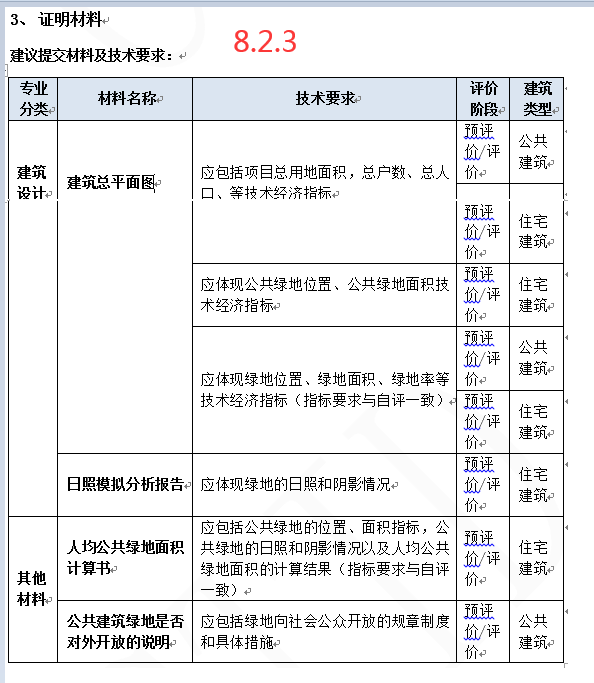 3、 证明材料
8.2.3
建议提交材料及技术要求：
专业
分类
材料名称
技术要求
评价
阶段
建筑
类型
建筑
设计
建筑总平面图
应包括项目总用地面积，总户数、总人
口、等技术经济指标
预评
价/评
价
公共
建筑
预评
价/评
价
住宅
建筑
应体现公共绿地位置、公共绿地面积技
术经济指标
预评
价/评
价
住宅
建筑
应体现绿地位置、绿地面积、绿地率等
技术经济指标（指标要求与自评一致）
预评
价/评
价
公共
建筑
预评
价/评
价
住宅
建筑
日照模拟分析报告
应体现绿地的日照和阴影情况
预评
价/评
价
住宅
建筑
其他
材料
人均公共绿地面积
计算书
应包括公共绿地的位置、面积指标，公
共绿地的日照和阴影情况以及人均公共
绿地面积的计算结果（指标要求与自评
一致）
预评
价/评
价
住宅
建筑
公共建筑绿地是否
对外开放的说明
应包括绿地向社会公众开放的规章制度
和具体措施
预评
价/评
价
公共
建筑